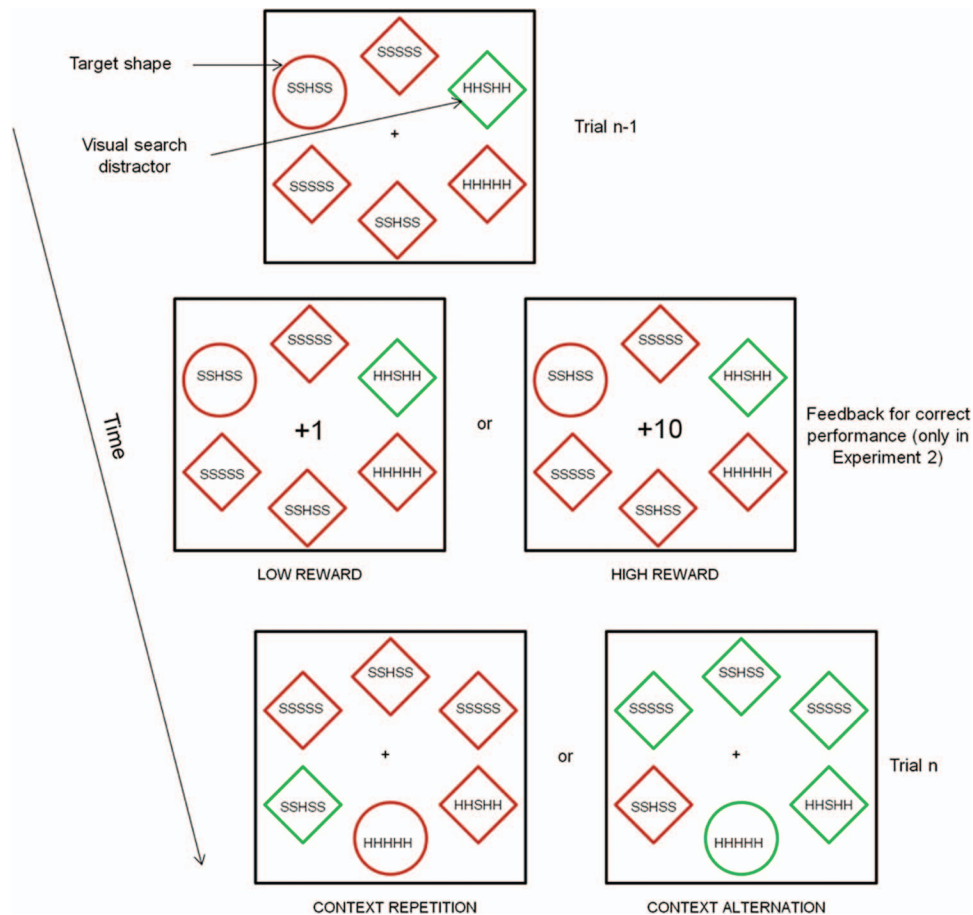 Target shape
Visual search
distractor
SSSSS
SSHSS
HHSHH
+
SSSSS
HHHHH
SSHSS
Trial n-1
Time
SSSSS
SSHSS
HHSHH
+1
SSSSS
HHHHH
SSHSS
LOW REWARD
or
SSSSS
SSHSS
HHSHH
+10
SSSSS
HHHHH
SSHSS
HIGH REWARD
Feedback for correct
performance (only in
Experiment 2)
SSHSS
SSSSS
SSSSS
+
SSHSS
HHSHH
HHHHH
CONTEXT REPETITION
or
SSHSS
SSSSS
SSSSS
+
SSHSS
HHSHH
HHHHH
CONTEXT ALTERNATION
Trial n